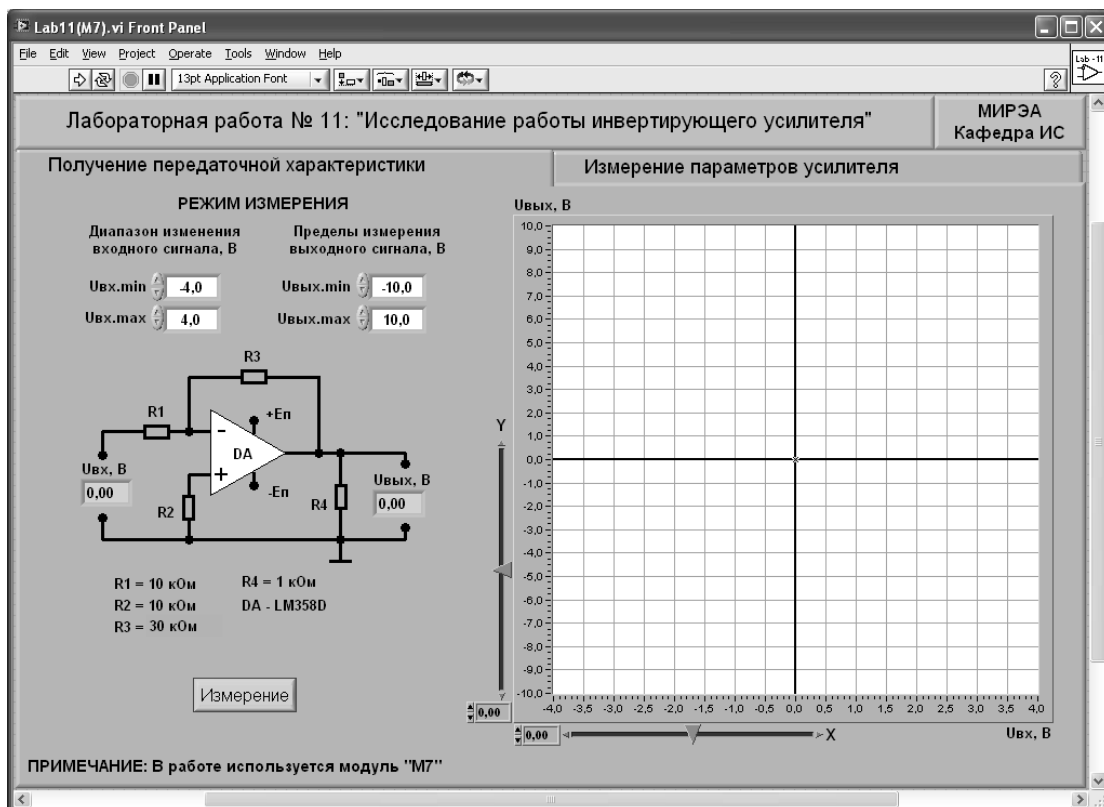 Lab11(M7).vi Front Panel
File Edit View Project Operate Tools Window Help
13pt Application Font
Lab -11
Лабораторная работа № 11: "Исследование работы инвертирующего усилителя"
МИРЭА
Кафедра ИС
Получение передаточной характеристики
Измерение параметров усилителя
РЕЖИМ ИЗМЕРЕНИЯ
Диапазон изменения
входного сигнала, В
Пределы измерения
выходного сигнала, В
Uвх.min -4,0
Uвых.min -10,0
Uвх.max 4,0
Uвых.max 10,0
R3
R1
+Eп
-
DA
+
-Eп
Uвх, В
0,00
R2
R4
Uвых, В
0,00
R1 = 10 кОм
R4 = 1 кОм
R2 = 10 кОм
DA - LM358D
R3 = 30 кОм
Измерение
Uвых, В
10,0
9,0
8,0
7,0
6,0
5,0
4,0
3,0
2,0
1,0
0,0
-1,0
-2,0
-3,0
-4,0
-5,0
-6,0
-7,0
-8,0
-9,0
-10,0
-4,0 -3,5 -3,0 -2,5 -2,0 -1,5 -1,0 -0,5 0,0 0,5 1,0 1,5 2,0 2,5 3,0 3,5 4,0
Y
0,00
0,00
X
Uвх, В
ПРИМЕЧАНИЕ: В работе используется модуль "М7"